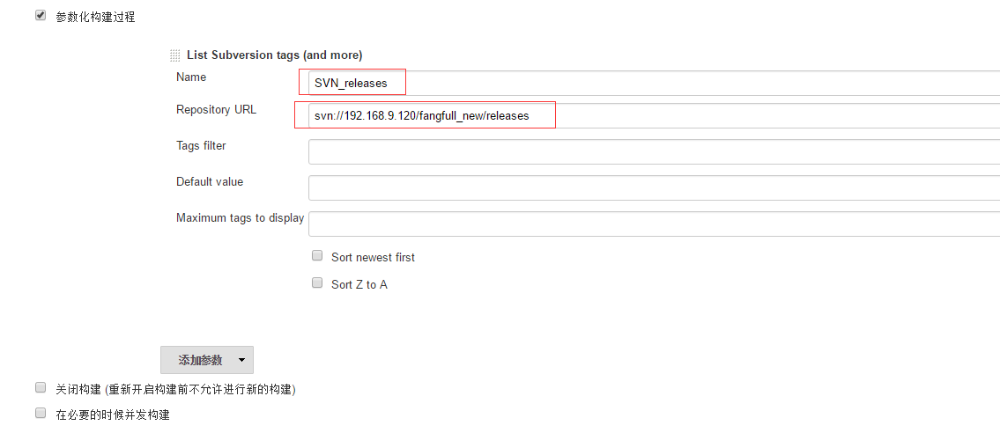 参数化构建过程
List Subversion tags (and more)
Name
SVN_releases
Repository URL
svn://192.168.9.120/fangfull_new/releases
Tags filter
Default value
Maximum tags to display
Sort newest first
Sort Z to A
添加参数
关闭构建 (重新开启构建前不允许进行新的构建)
在必要的时候并发构建